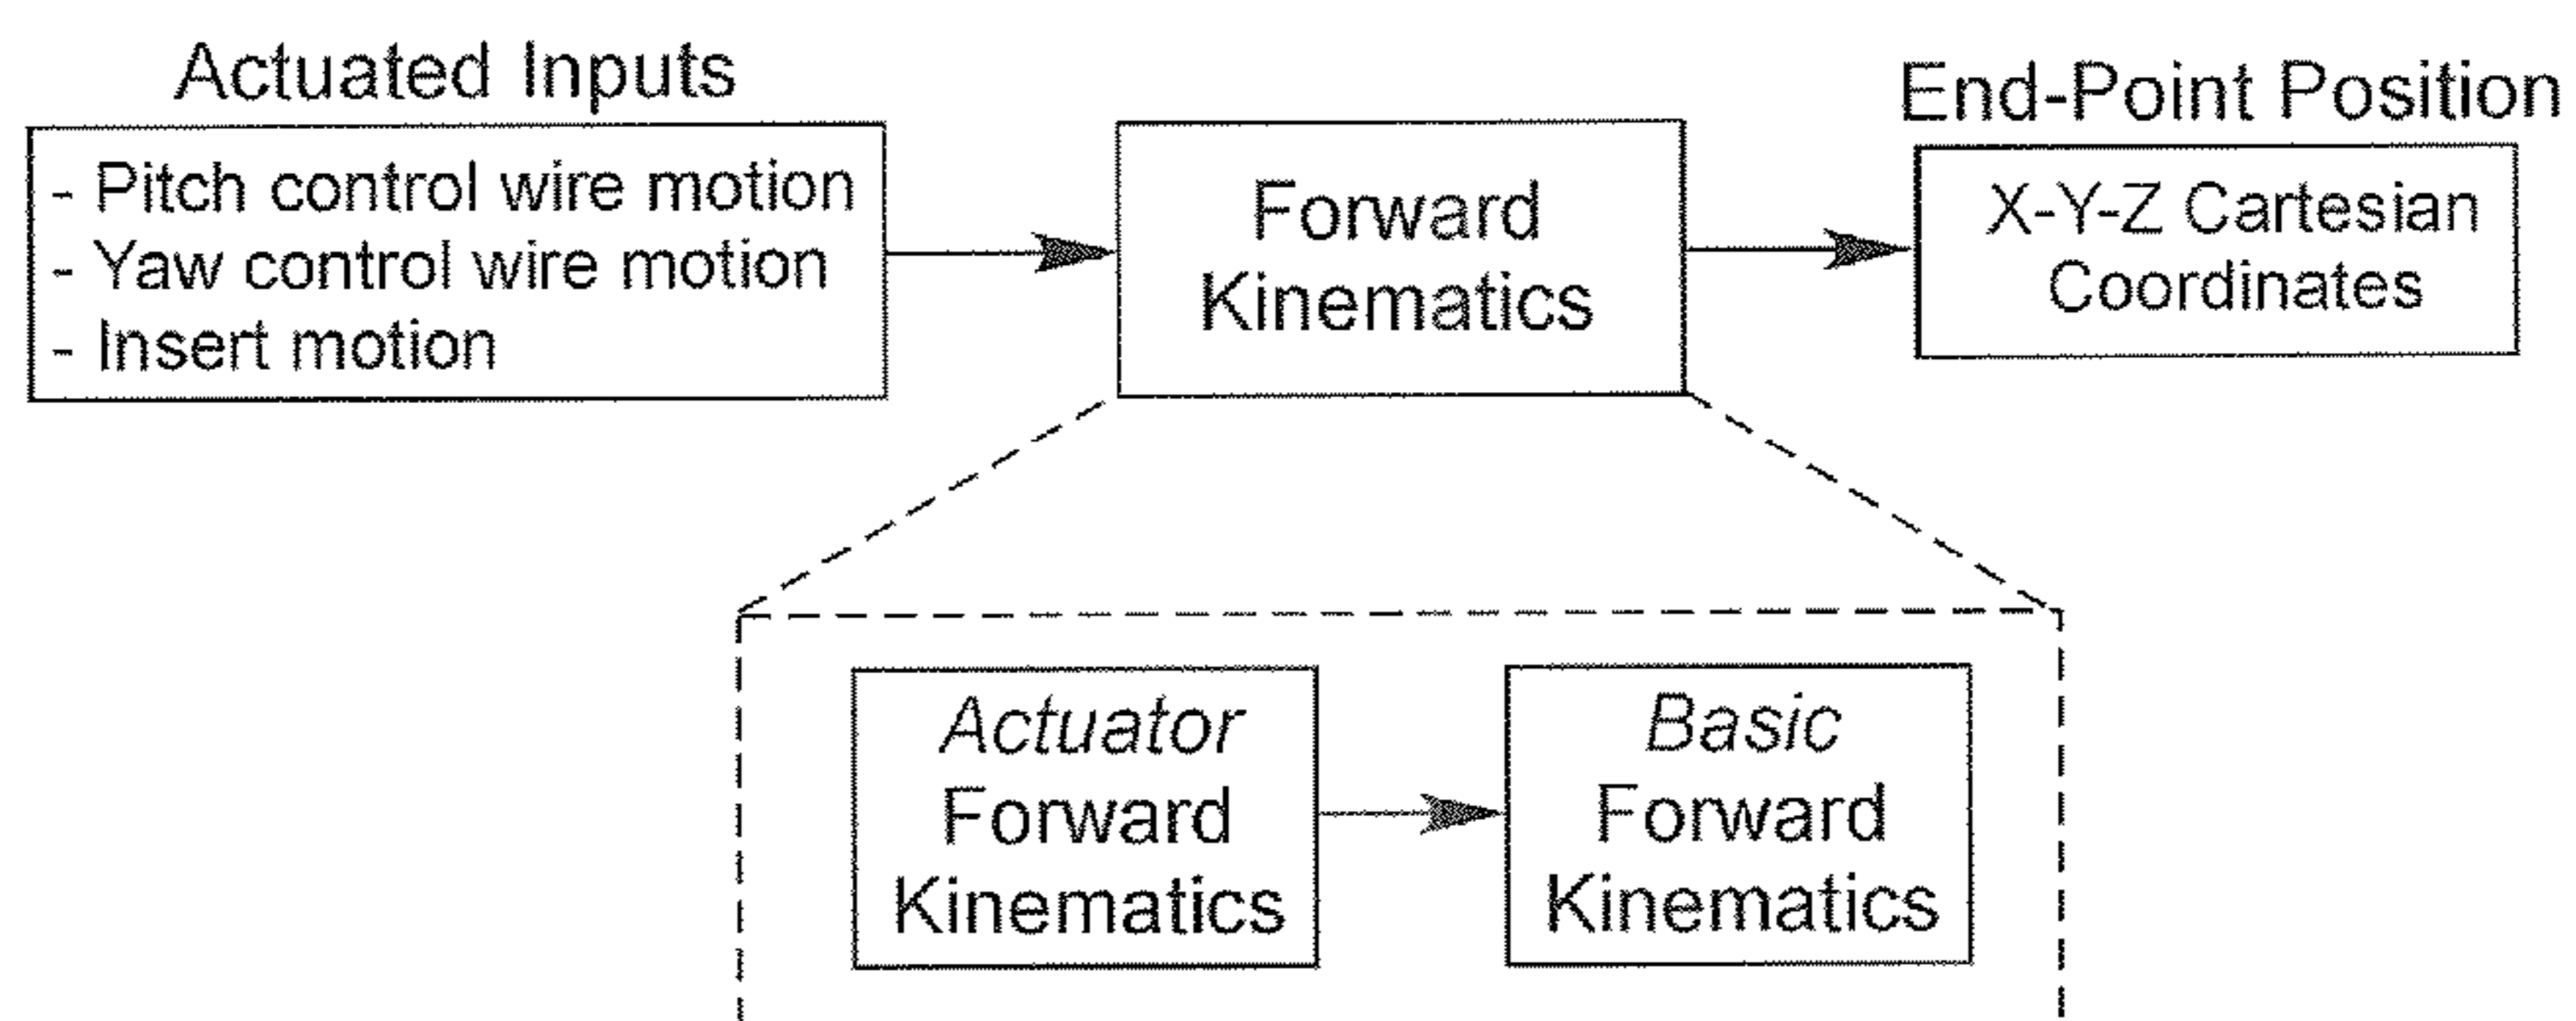 Actuated Inputs
- Pitch control wire motion
- Yaw control wire motion
- Insert motion
Forward
Kinematics
End-Point Position
X-Y-Z Cartesian
Coordinates
Actuator
Forward
Kinematics
Basic
Forward
Kinematics